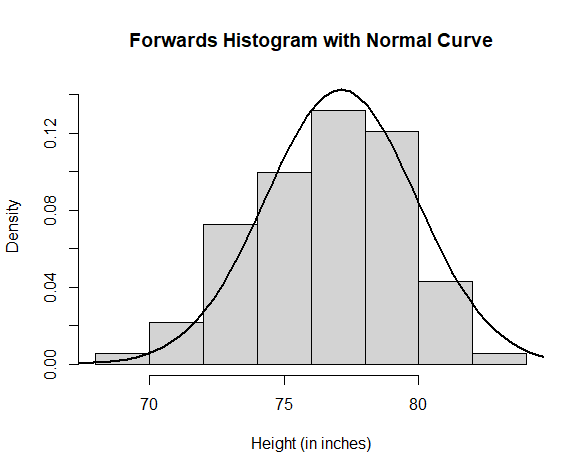 Forwards Histogram with Normal Curve
Density
0.12
0.08
0.04
0.00
70 75 80
Height (in inches)